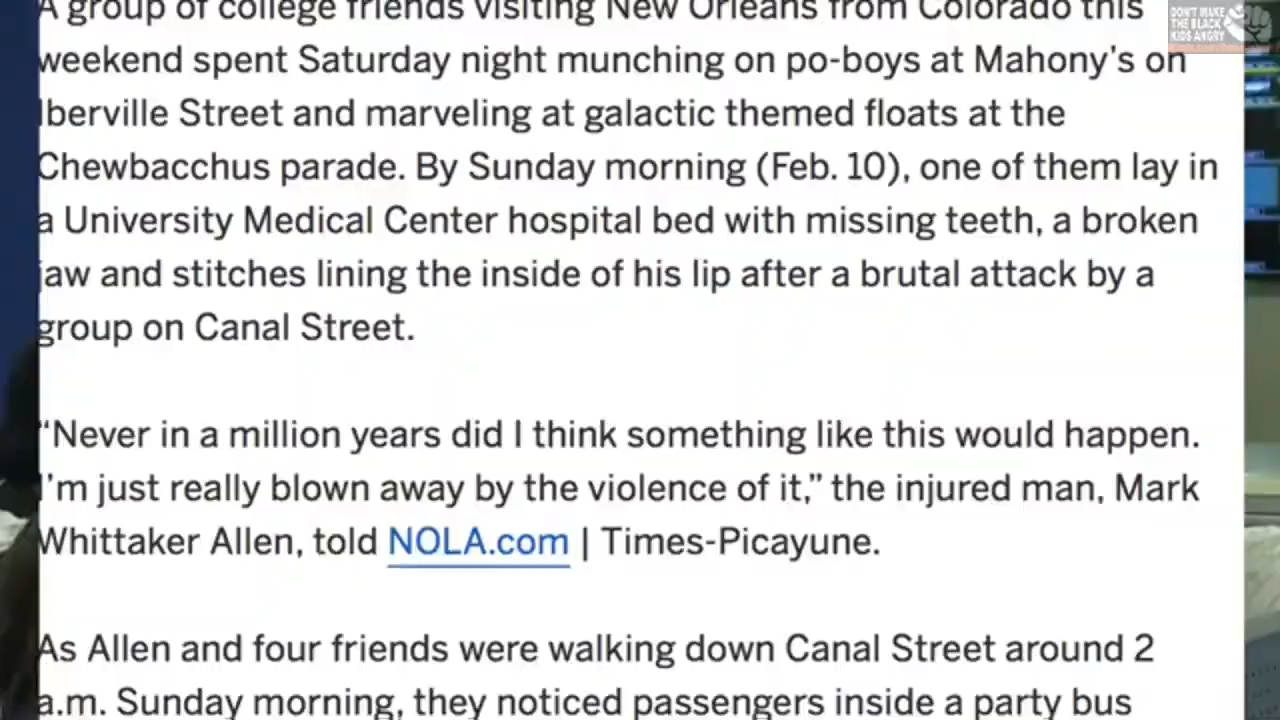 A group of college friends visiting New Orleans from Colorado this
weekend spent Saturday night munching on po-boys at Mahony's on
Iberville Street and marveling at galactic themed floats at the
Chewbacchus parade. By Sunday morning (Feb. 10), one of them lay in
a University Medical Center hospital bed with missing teeth, a broken
jaw and stitches lining the inside of his lip after a brutal attack by a
group on Canal Street.
“Never in a million years did I think something like this would happen.
I'm just really blown away by the violence of it,” the injured man, Mark
Whittaker Allen, told NOLA.com | Times-Picayune.
As Allen and four friends were walking down Canal Street around 2
a.m. Sunday morning, they noticed passengers inside a party bus
DON'T MAKE
THE BLACK
KIDS ANGRY